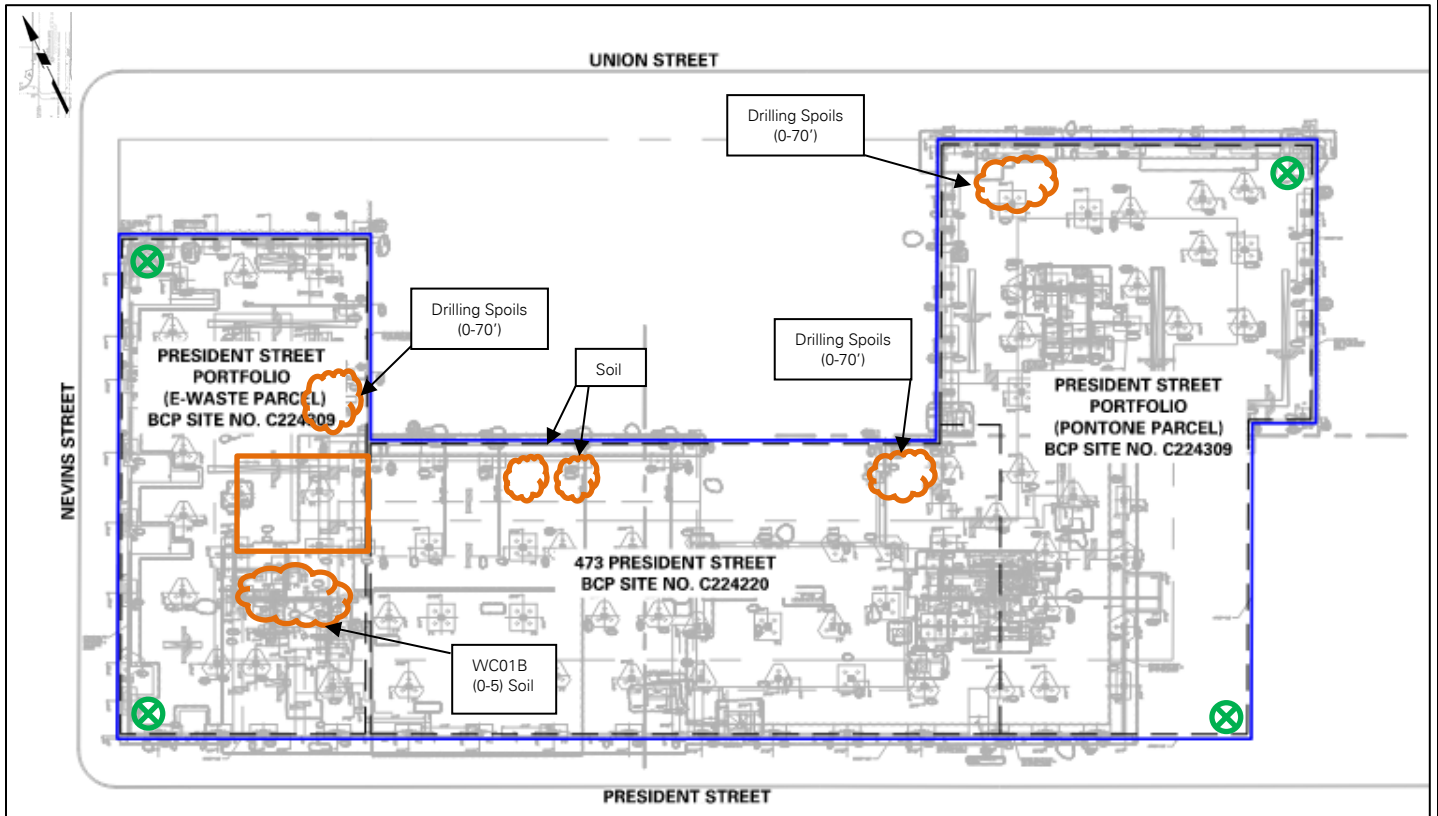 UNION STREET
Drilling Spoils
(0-70')
Drilling Spoils
(0-70')
Soil
Drilling Spoils
(0-70')
PRESIDENT STREET
PORTFOLIO
(E-WASTE PARCEL)
BCP SITE NO. C224309
PRESIDENT STREET
PORTFOLIO
(PONTONE PARCEL)
BCP SITE NO. C224309
NEVINS STREET
473 PRESIDENT STREET
BCP SITE NO. C224220
WC01B
(0-5) Soil
PRESIDENT STREET